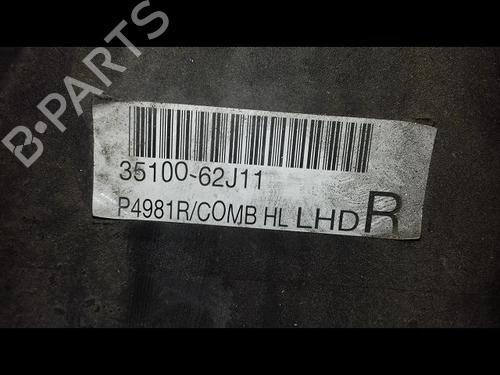 B-PARTS
35100-62J11
P4981R/COMB HL LHD R